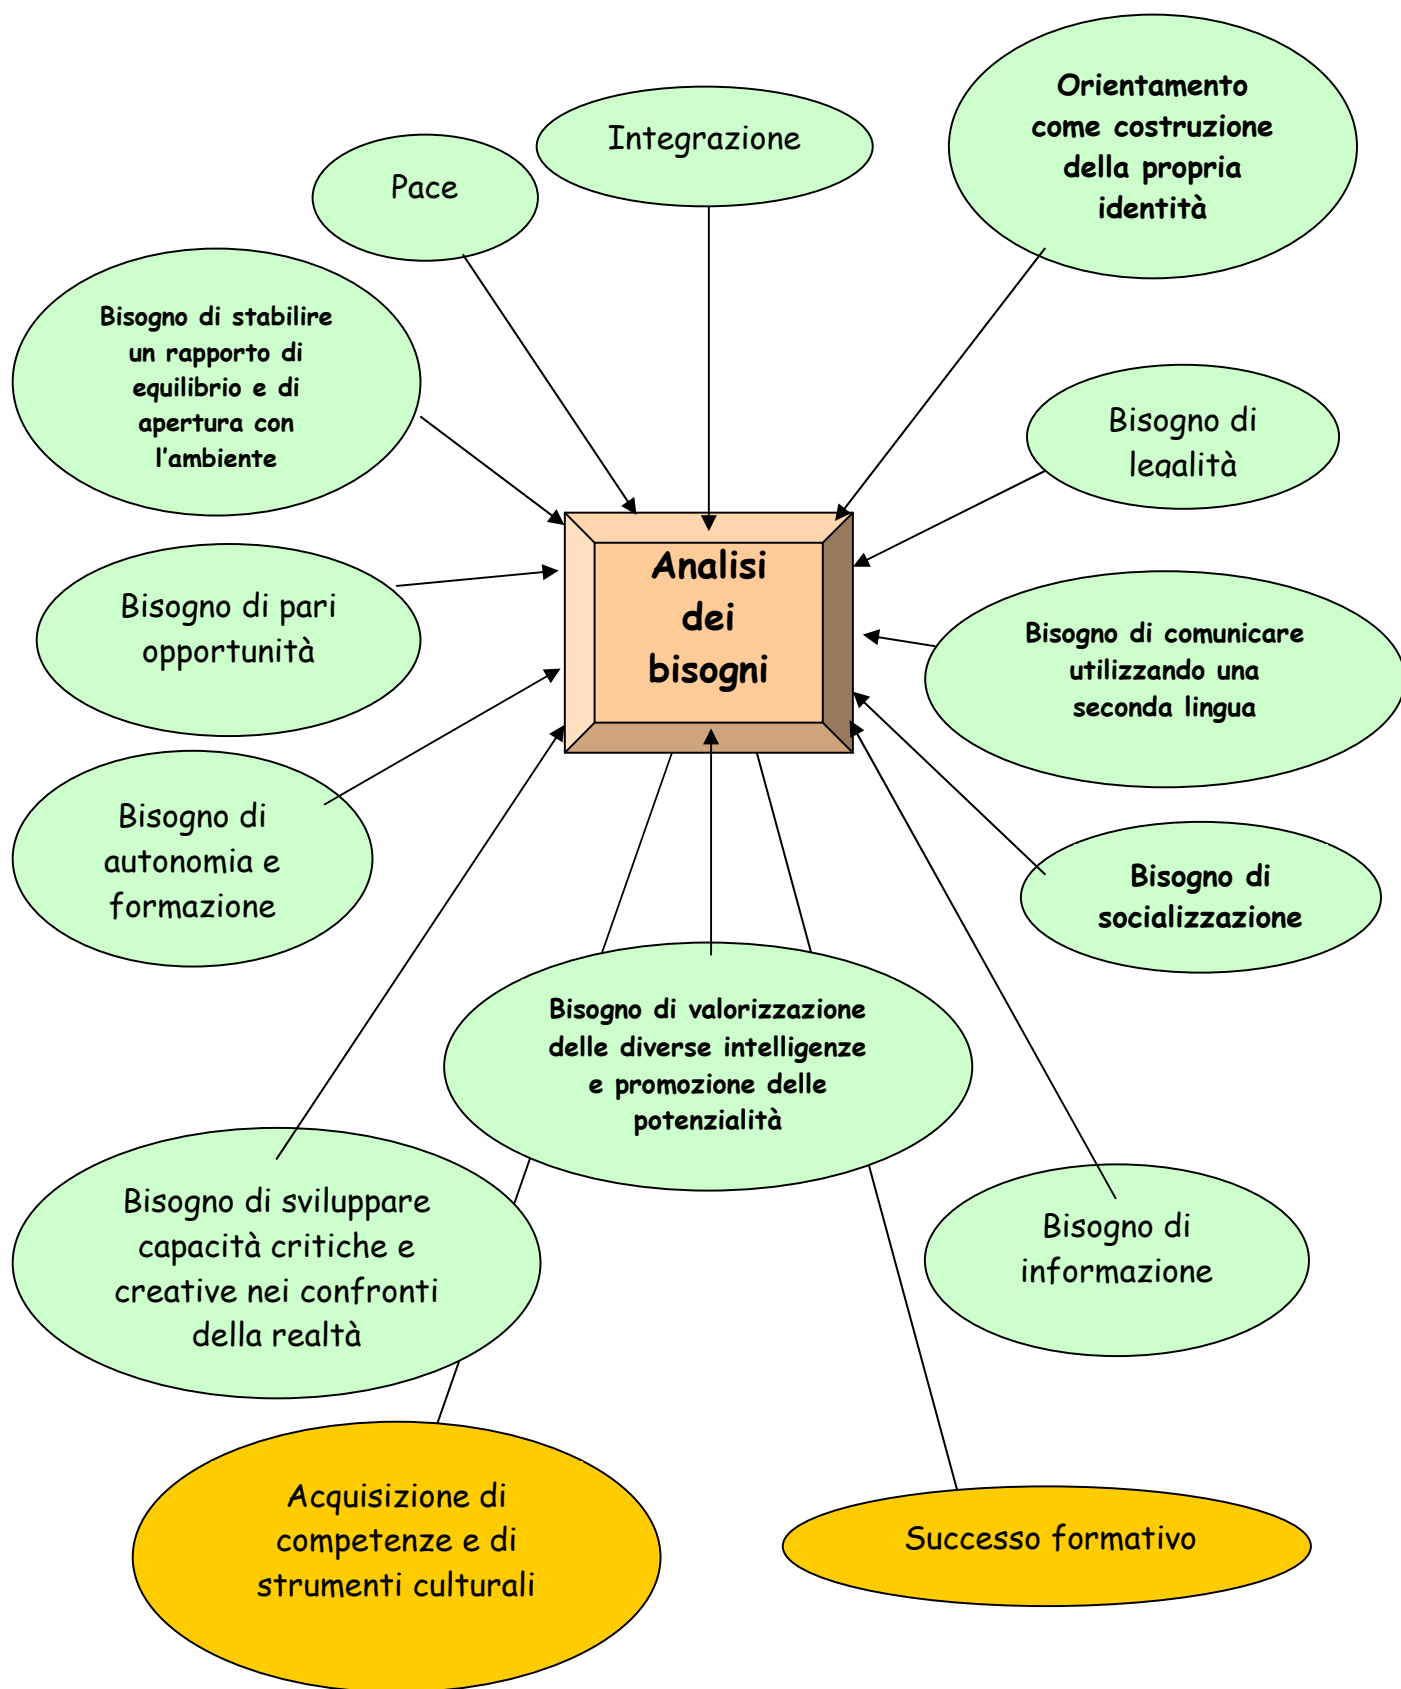 Orientamento
come costruzione
della propria
identità
Integrazione
Pace
Bisogno di stabilire
un rapporto di
equilibrio e di
apertura con
l'ambiente
Bisogno di
legalità
Analisi
dei
bisogni
Bisogno di pari
opportunità
Bisogno di comunicare
utilizzando una
seconda lingua
Bisogno di
autonomia e
formazione
Bisogno di
socializzazione
Bisogno di valorizzazione
delle diverse intelligenze
e promozione delle
potenzialità
Bisogno di sviluppare
capacità critiche e
creative nei confronti
della realtà
Bisogno di
informazione
Acquisizione di
competenze e di
strumenti culturali
Successo formativo